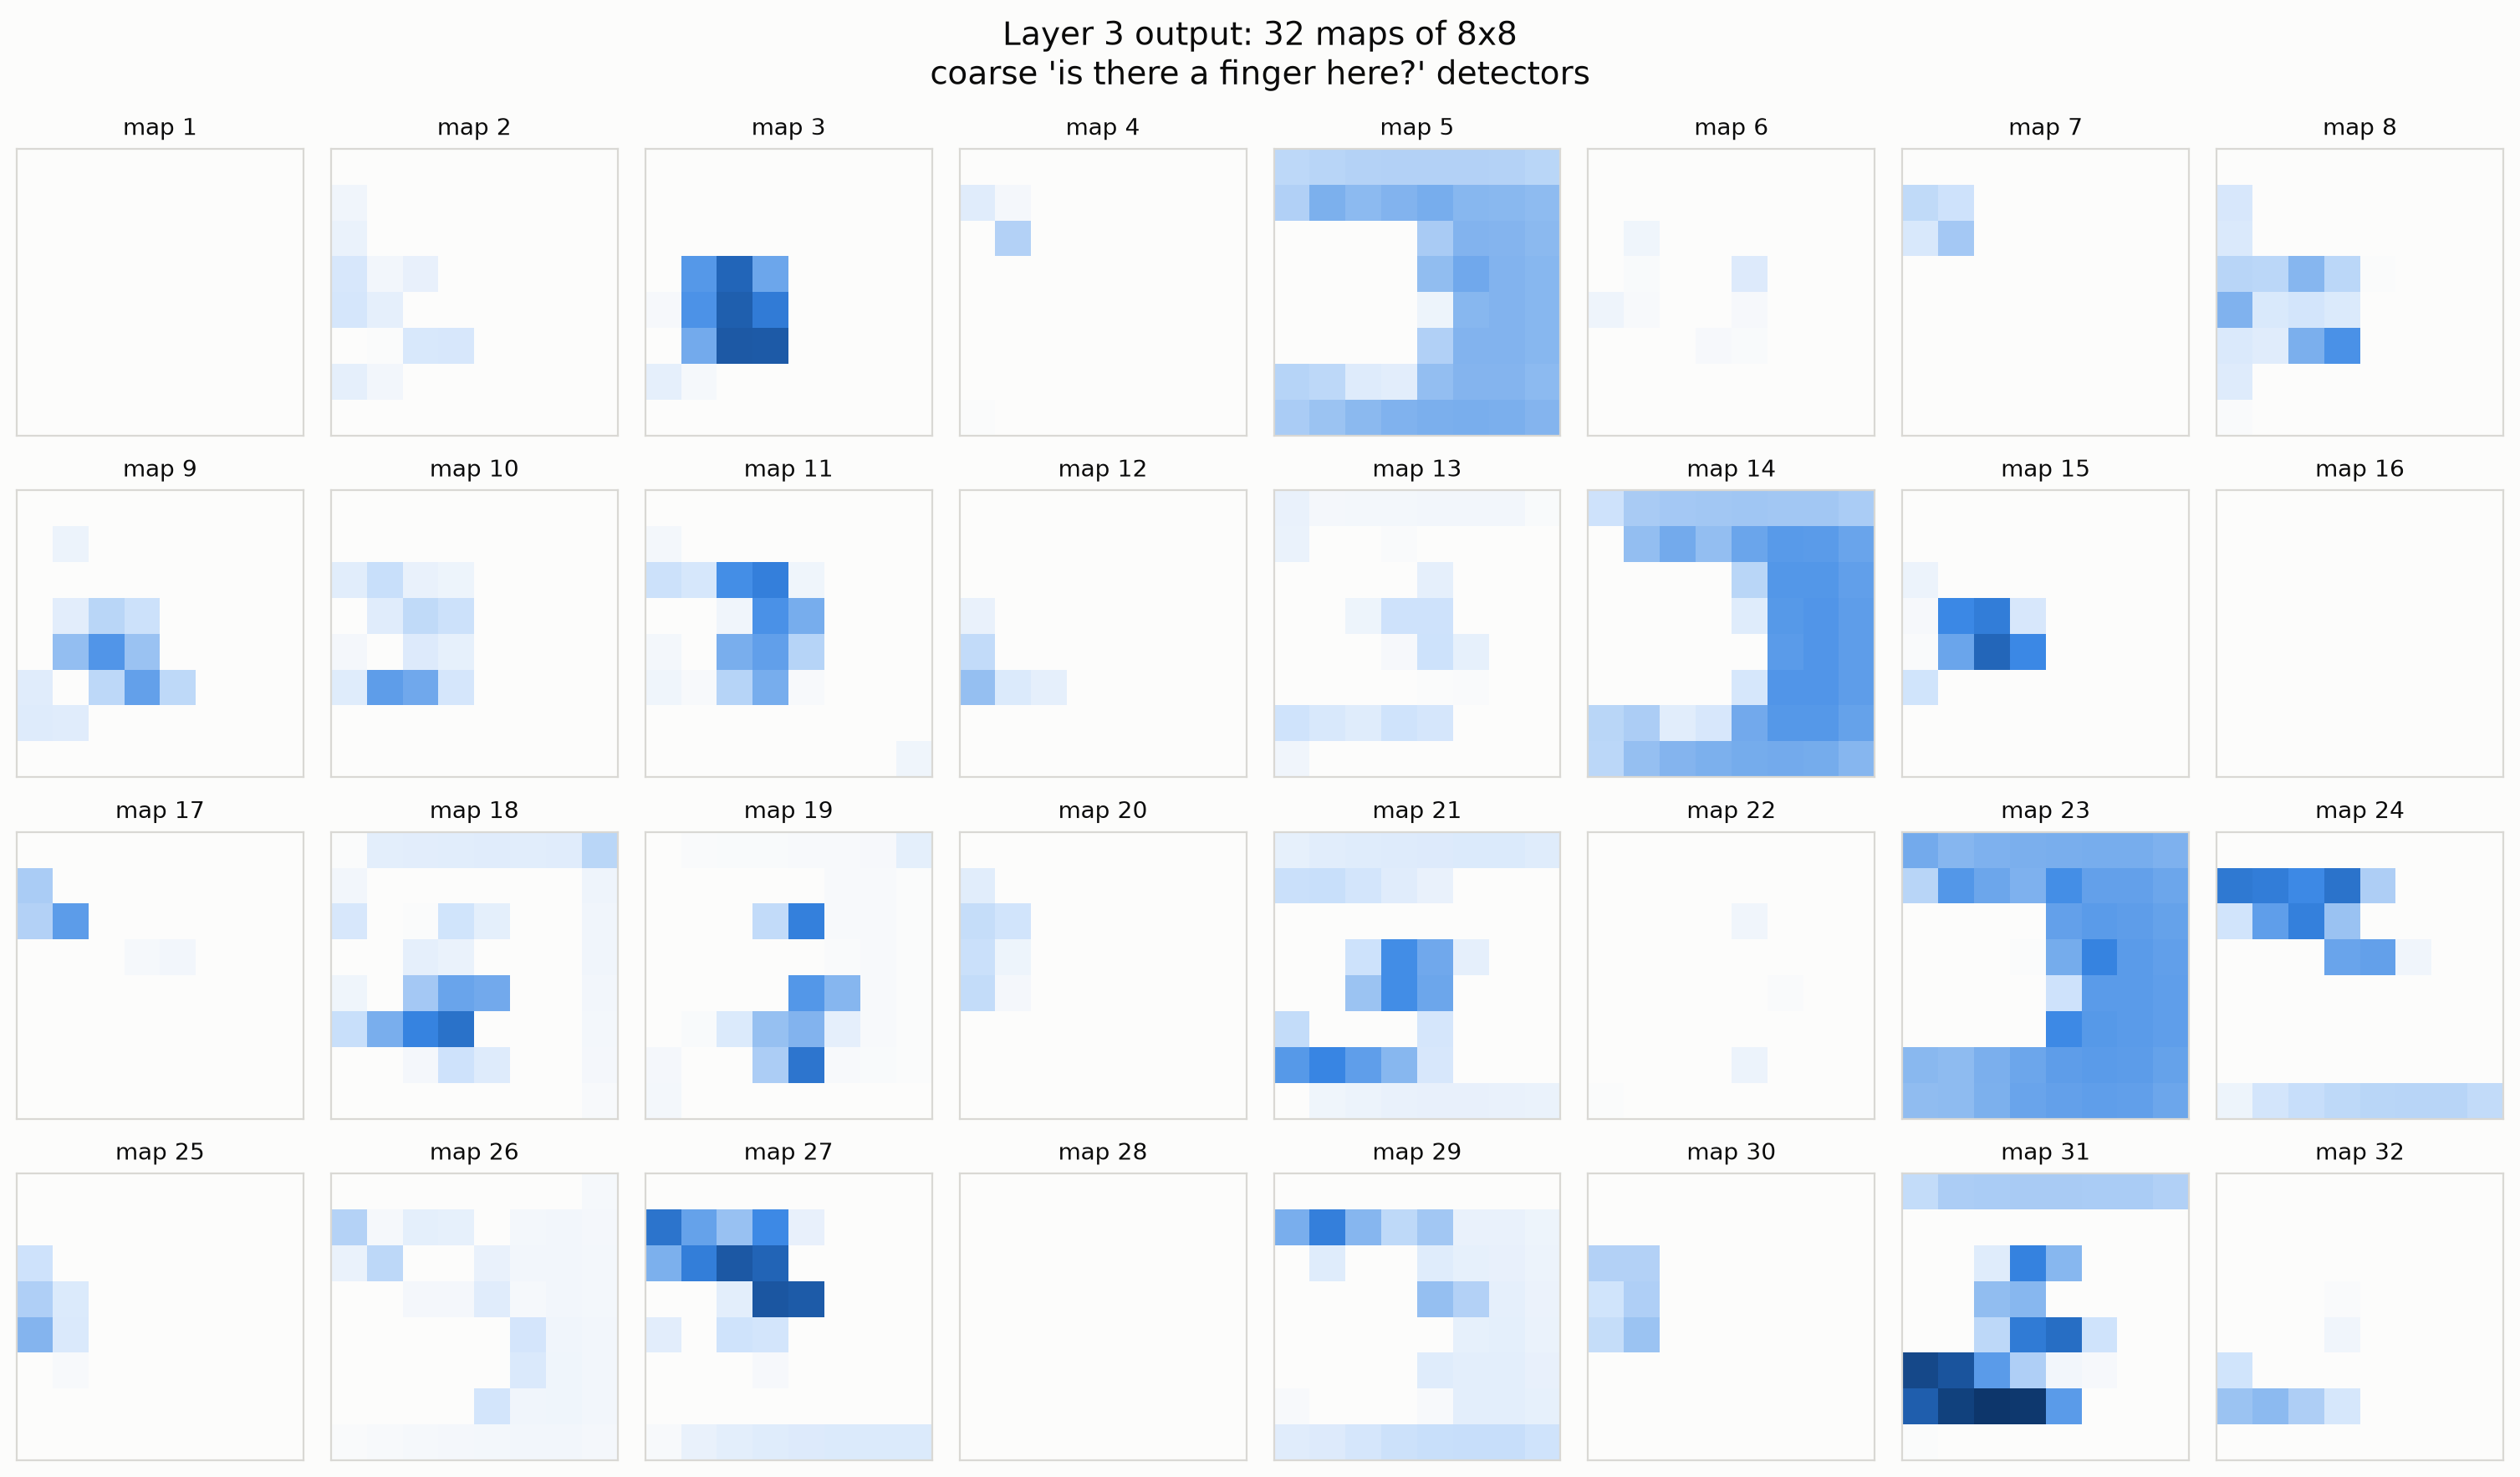 Layer 3 output: 32 maps of 8x8
coarse 'is there a finger here?' detectors
map 1 map 2 map 3 map 4 map 5 map 6 map 7 map 8
map 9 map 10 map 11 map 12 map 13 map 14 map 15 map 16
map 17 map 18 map 19 map 20 map 21 map 22 map 23 map 24
map 25 map 26 map 27 map 28 map 29 map 30 map 31 map 32